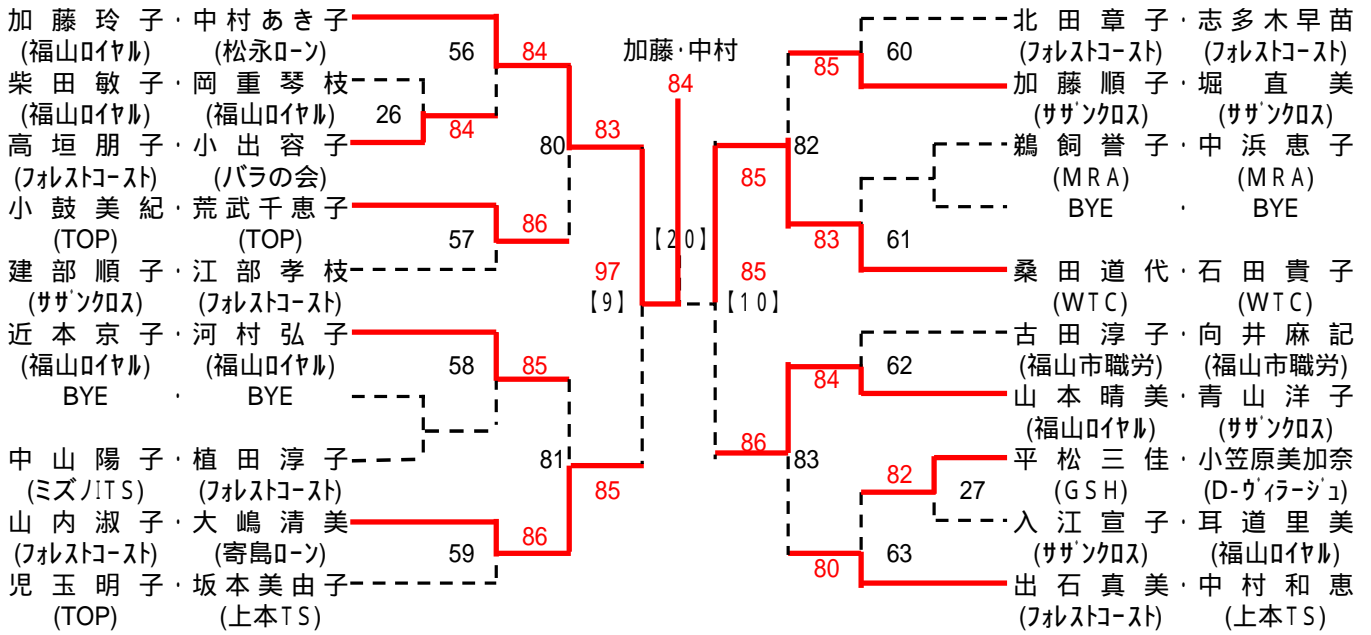 加藤玲子・中村あき子
(福山ロイヤル) (松永ローン)
柴田敏子・岡重琴枝
(福山ロイヤル) (福山ロイヤル)
高垣朋子・小出容子
(フォレストコースト) (バラの会)
小鼓美紀・荒武千恵子
(TOP) (TOP)
建部順子・江部孝枝
(サザンクロス) (フォレストコースト)
近本京子・河村弘子
(福山ロイヤル) (福山ロイヤル)
BYE ・ BYE
中山陽子・植田淳子
(ミズノITS) (フォレストコースト)
山内淑子・大嶋清美
(フォレストコースト) (寄島ローン)
児玉明子・坂本美由子
(TOP) (上本TS)
56
84
26
84
57
86
58
85
59
86
80
83
81
85
97
【9】
加藤・中村
84
【20】
85
【10】
82
85
83
86
85
60
83
61
84
62
82
27
80
63
北田章子・志多木早苗
(フォレストコースト) (フォレストコースト)
加藤順子・堀直美
(サザンクロス) (サザンクロス)
鵜飼誉子・中浜恵子
(MRA) (MRA)
BYE ・ BYE
桑田道代・石田貴子
(WTC) (WTC)
古田淳子・向井麻記
(福山市職労) (福山市職労)
山本晴美・青山洋子
(福山ロイヤル) (サザンクロス)
平松三佳・小笠原美加奈
(GSH) (D-ヴィラージュ)
入江宣子・耳道里美
(サザンクロス) (福山ロイヤル)
出石真美・中村和恵
(フォレストコースト) (上本TS)